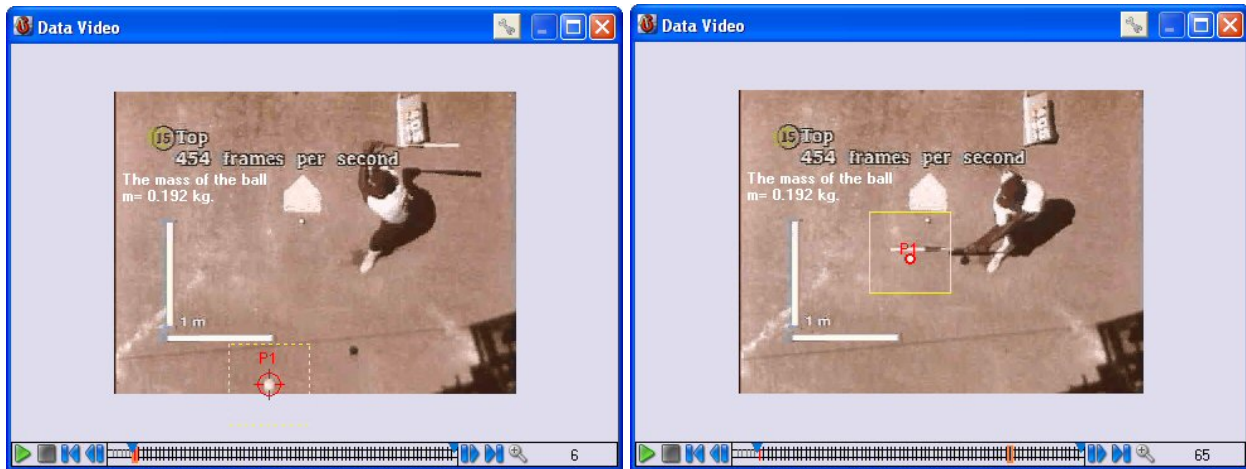 Data Video
15 Top
454 frames per second
The mass of the ball
m= 0.192 kg.
1 m
P1
6
Data Video
15 Top
454 frames per second
The mass of the ball
m= 0.192 kg.
P1
1 m
65